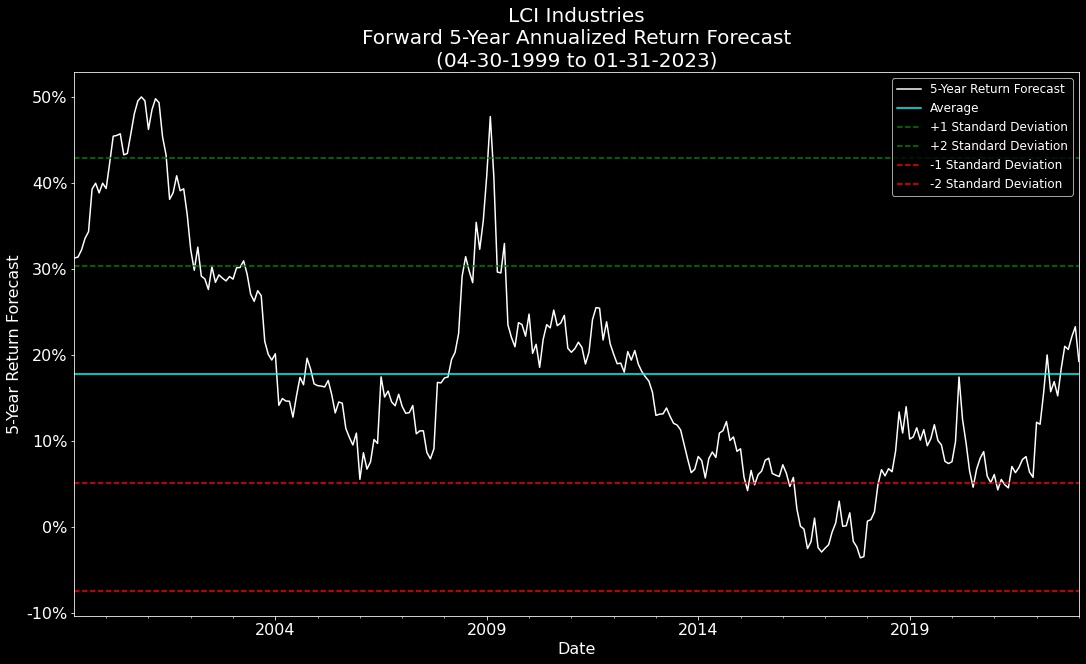 LCI Industries
Forward 5-Year Annualized Return Forecast
(04-30-1999 to 01-31-2023)
5-Year Return Forecast
Average
+1 Standard Deviation
+2 Standard Deviation
-1 Standard Deviation
-2 Standard Deviation
5-Year Return Forecast
50%
40%
30%
20%
10%
0%
-10%
2004
2009
2014
2019
Date